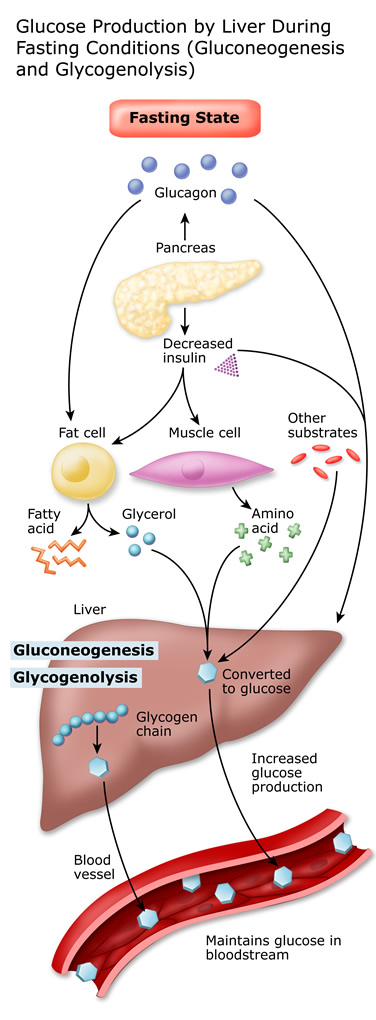 Glucose Production by Liver During
Fasting Conditions (Gluconeogenesis
and Glycogenolysis)
Fasting State
Glucagon
Pancreas
Decreased
insulin
Fat cell
Muscle cell
Other
substrates
Fatty
acid
Glycerol
Amino
acid
Liver
Gluconeogenesis
Glycogenolysis
Converted
to glucose
Glycogen
chain
Increased
glucose
production
Blood
vessel
Maintains glucose in
bloodstream